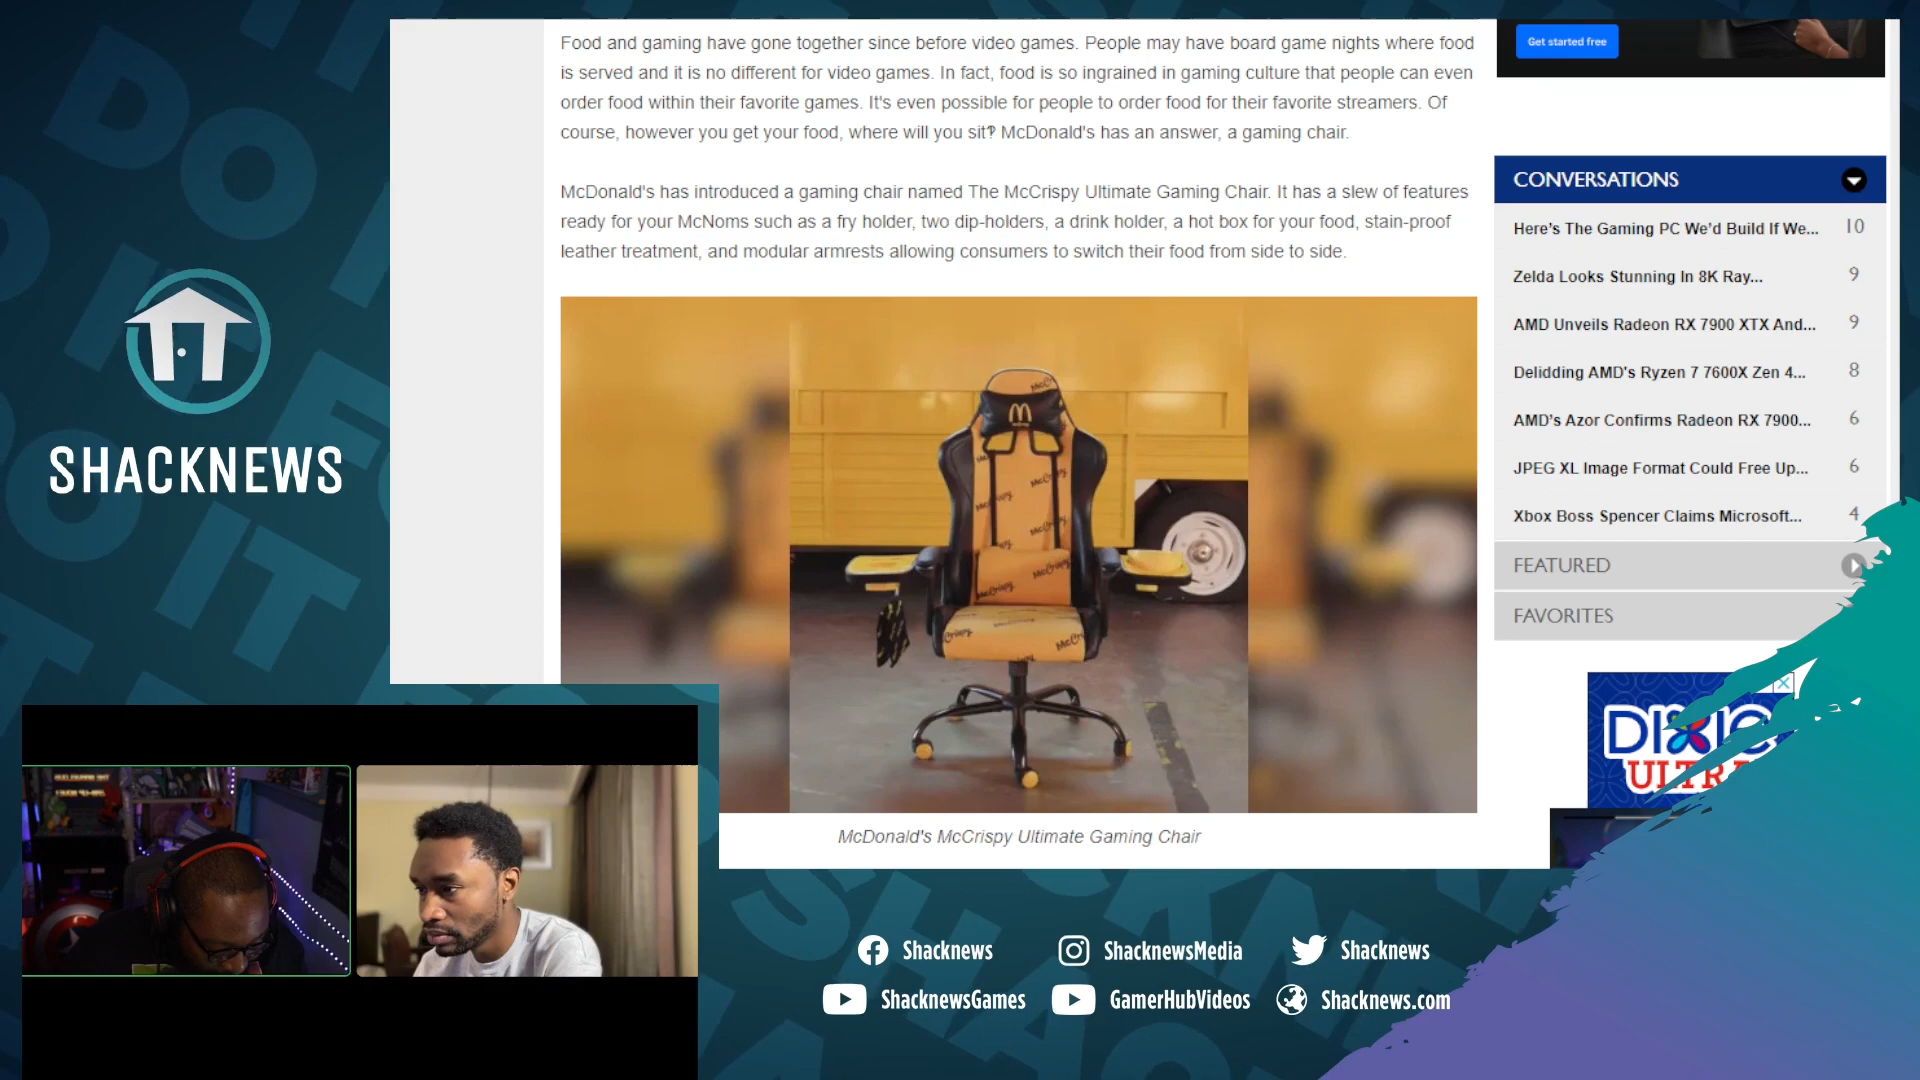 Food and gaming have gone together since before video games. People may have board game nights where food
is served and it is no different for video games. In fact, food is so ingrained in gaming culture that people can even
order food within their favorite games. It's even possible for people to order food for their favorite streamers. Of
course, however you get your food, where will you sit‽ McDonald's has an answer, a gaming chair.
McDonald's has introduced a gaming chair named The McCrispy Ultimate Gaming Chair. It has a slew of features
ready for your McNoms such as a fry holder, two dip-holders, a drink holder, a hot box for your food, stain-proof
leather treatment, and modular armrests allowing consumers to switch their food from side to side.
McCrispy
McCrispy
McCrispy
McCrispy
McDonald's McCrispy Ultimate Gaming Chair
Get started free
CONVERSATIONS
Here's The Gaming PC We'd Build If We... 10
Zelda Looks Stunning In 8K Ray... 9
AMD Unveils Radeon RX 7900 XTX And... 9
Delidding AMD's Ryzen 7 7600X Zen 4... 8
AMD's Azor Confirms Radeon RX 7900... 6
JPEG XL Image Format Could Free Up... 6
Xbox Boss Spencer Claims Microsoft... 4
FEATURED
FAVORITES
DIXIE
ULTRA
SHACKNEWS
Shacknews
ShacknewsMedia
Shacknews
ShacknewsGames
GamerHubVideos
Shacknews.com